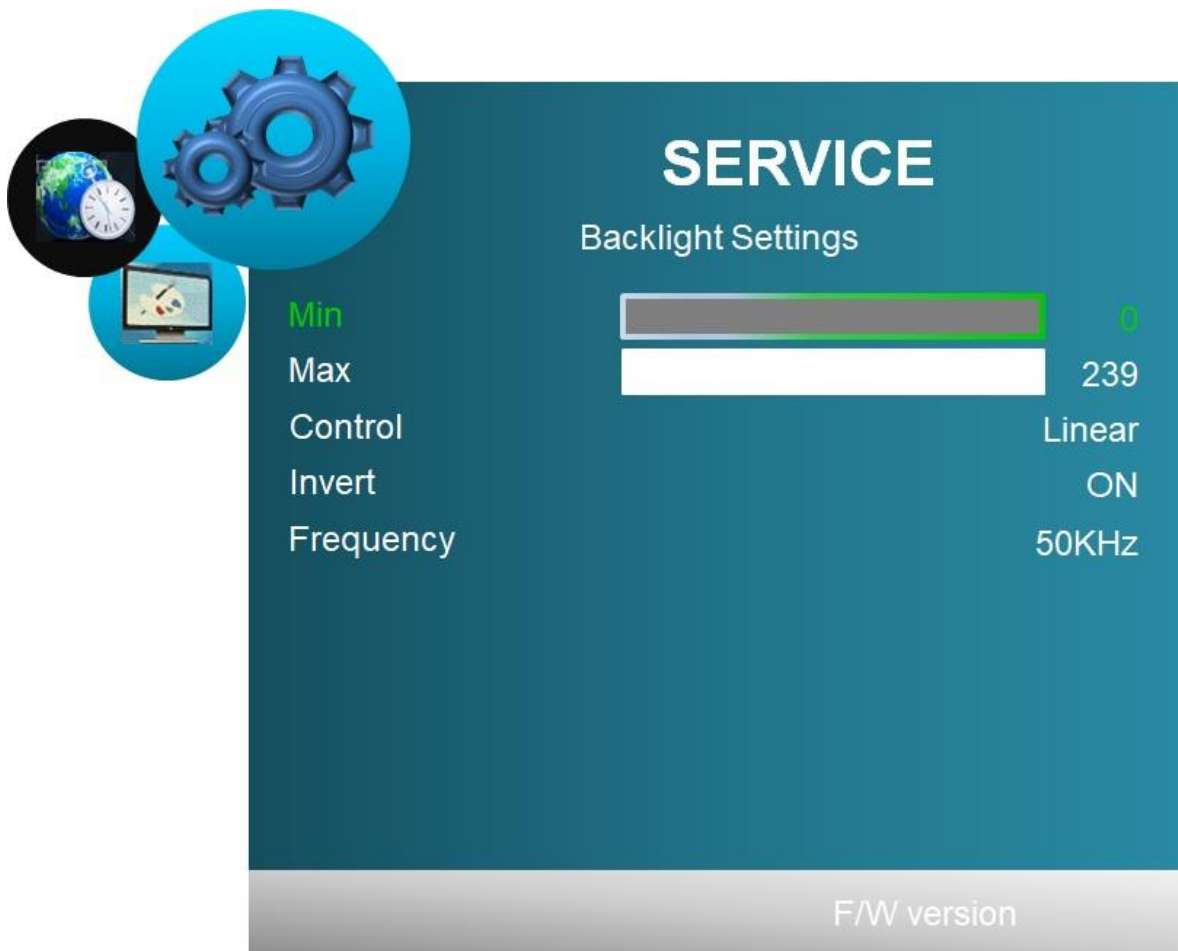 SERVICE
Backlight Settings
Min 0
Max 239
Control Linear
Invert ON
Frequency 50KHz
F/W version